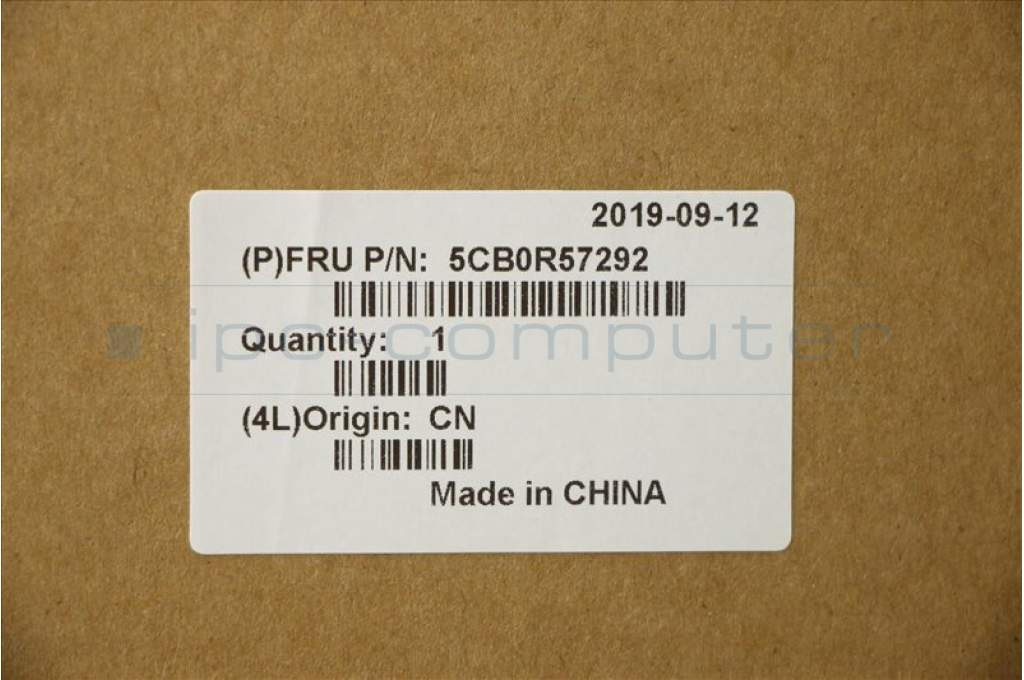 2019-09-12
(P)FRU P/N: 5CB0R57292
Quantity: 1
ipc-computer
(4L)Origin: CN
Made in CHINA